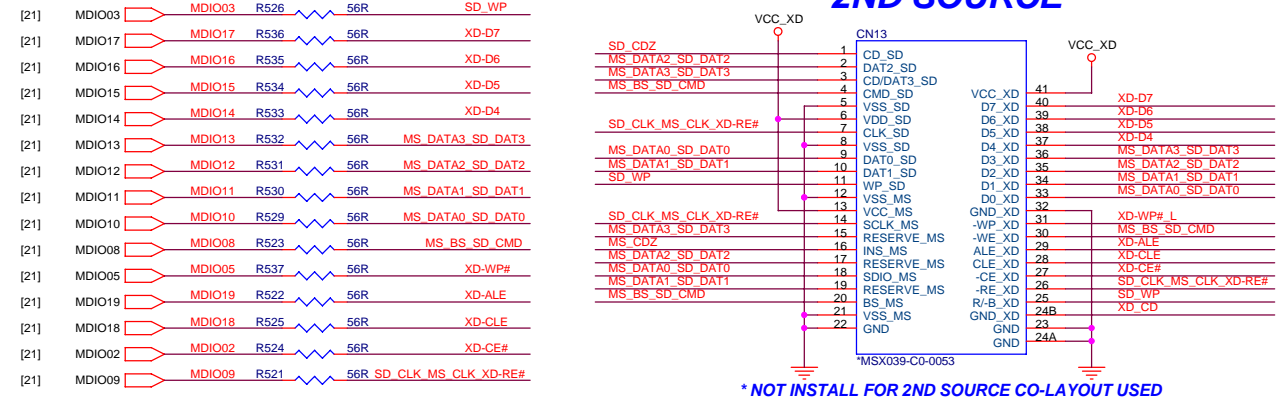 2ND SOURCE
[21] MDIO03 MDIO03 R526 56R SD_WP
[21] MDIO17 MDIO17 R536 56R XD-D7
[21] MDIO16 MDIO16 R535 56R XD-D6
[21] MDIO15 MDIO15 R534 56R XD-D5
[21] MDIO14 MDIO14 R533 56R XD-D4
[21] MDIO13 MDIO13 R532 56R MS_DATA3_SD_DAT3
[21] MDIO12 MDIO12 R531 56R MS_DATA2_SD_DAT2
[21] MDIO11 MDIO11 R530 56R MS_DATA1_SD_DAT1
[21] MDIO10 MDIO10 R529 56R MS_DATA0_SD_DAT0
[21] MDIO08 MDIO08 R523 56R MS_BS_SD_CMD
[21] MDIO05 MDIO05 R537 56R XD-WP#
[21] MDIO19 MDIO19 R522 56R XD-ALE
[21] MDIO18 MDIO18 R525 56R XD-CLE
[21] MDIO02 MDIO02 R524 56R XD-CE#
[21] MDIO09 MDIO09 R521 56R SD_CLK_MS_CLK_XD-RE#
VCC_XD
CN13
VCC_XD
SD_CDZ 1 CD_SD
MS_DATA2_SD_DAT2 2 DAT2_SD
MS_DATA3_SD_DAT3 3 CD/DAT3_SD
MS_BS_SD_CMD 4 CMD_SD
5 VSS_SD
6 VDD_SD
SD_CLK_MS_CLK_XD-RE# 7 CLK_SD
8 VSS_SD
MS_DATA0_SD_DAT0 9 DAT0_SD
MS_DATA1_SD_DAT1 10 DAT1_SD
SD_WP 11 WP_SD
12 VSS_MS
13 VCC_MS
SD_CLK_MS_CLK_XD-RE# 14 SCLK_MS
MS_DATA3_SD_DAT3 15 RESERVE_MS
MS_CDZ 16 INS_MS
MS_DATA2_SD_DAT2 17 RESERVE_MS
MS_DATA0_SD_DAT0 18 SDIO_MS
MS_DATA1_SD_DAT1 19 RESERVE_MS
MS_BS_SD_CMD 20 BS_MS
21 VSS_MS
22 GND
VCC_XD 41
D7_XD 40 XD-D7
D6_XD 39 XD-D6
D5_XD 38 XD-D5
D4_XD 37 XD-D4
D3_XD 36 MS_DATA3_SD_DAT3
D2_XD 35 MS_DATA2_SD_DAT2
D1_XD 34 MS_DATA1_SD_DAT1
D0_XD 33 MS_DATA0_SD_DAT0
GND_XD 32
-WP_XD 31 XD-WP#_L
-WE_XD 30 MS_BS_SD_CMD
ALE_XD 29 XD-ALE
CLE_XD 28 XD-CLE
-CE_XD 27 XD-CE#
-RE_XD 26 SD_CLK_MS_CLK_XD-RE#
R/-B_XD 25 SD_WP
GND_XD 24B XD_CD
GND 23
GND 24A
*MSX039-C0-0053
* NOT INSTALL FOR 2ND SOURCE CO-LAYOUT USED